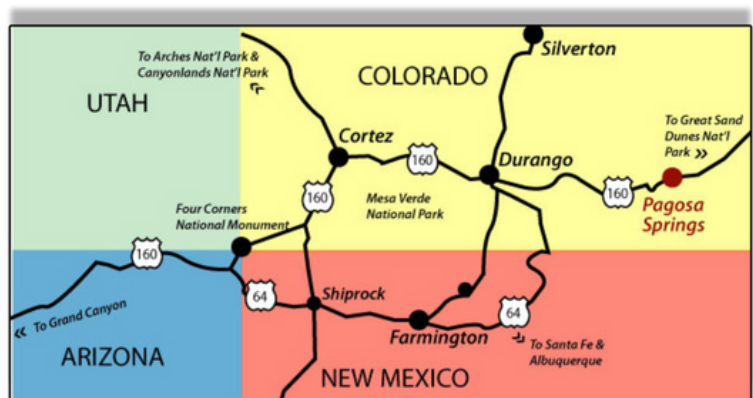 Silverton
To Arches Nat'l Park &
Canyonlands Nat'l Park
COLORADO
UTAH
To Great Sand
Dunes Nat'l
Park »
Cortez
160
Durango
160
160
Mesa Verde
National Park
Pagosa
Springs
Four Corners
National Monument
160
64
Shiprock
64
« To Grand Canyon
Farmington
To Santa Fe &
Albuquerque
ARIZONA
NEW MEXICO